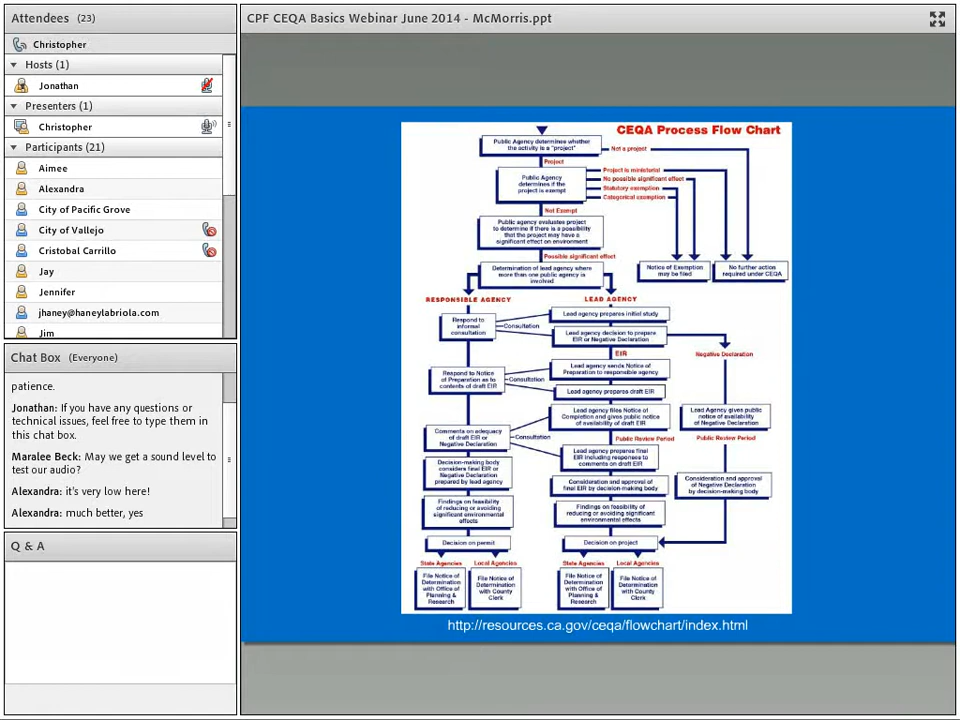 Attendees (23)
Christopher
Hosts (1)
Jonathan
Presenters (1)
Christopher
Participants (21)
Aimee
Alexandra
City of Pacific Grove
City of Vallejo
Cristobal Carrillo
Jay
Jennifer
jhaney@haneylabriola.com
Jim
Chat Box (Everyone)
patience.
Jonathan: If you have any questions or
technical issues, feel free to type them in
this chat box.
Maralee Beck: May we get a sound level to
test our audio?
Alexandra: it's very low here!
Alexandra: much better, yes
Q & A
CPF CEQA Basics Webinar June 2014 - McMorris.ppt
CEQA Process Flow Chart
Public Agency determines whether
the activity is a "project"
Not a project
Project
Public Agency
determines if the
project is exempt
Project is ministerial
No possible significant effect
Statutory exemption
Categorical exemption
Not Exempt
Public agency evaluates project
to determine if there is a possibility
that the project may have a
significant effect on environment
Possible significant effect
Determination of lead agency where
more than one public agency is
involved
Notice of Exemption
may be filed
No further action
required under CEQA
RESPONSIBLE AGENCY
LEAD AGENCY
Respond to
informal
consultation
Consultation
Lead agency prepares initial study
Lead agency decision to prepare
EIR or Negative Declaration
EIR
Negative Declaration
Respond to Notice
of Preparation as to
contents of draft EIR
Consultation
Lead agency sends Notice of
Preparation to responsible agency
Lead agency prepares draft EIR
Lead agency files Notice of
Completion and gives public notice
of availability of draft EIR
Lead Agency gives public
notice of availability
of Negative Declaration
Comments on adequacy
of draft EIR or
Negative Declaration
Consultation
Public Review Period
Public Review Period
Lead agency prepares final
EIR including responses to
comments on draft EIR
Decision-making body
considers final EIR or
Negative Declaration
prepared by lead agency
Consideration and approval of
final EIR by decision-making body
Consideration and approval
of Negative Declaration
by decision-making body
Findings on feasibility
of reducing or avoiding
significant environmental
effects
Findings on feasibility of
reducing or avoiding significant
environmental effects
Decision on permit
Decision on project
State Agencies
Local Agencies
State Agencies
Local Agencies
File Notice of
Determination
with Office of
Planning &
Research
File Notice of
Determination
with County
Clerk
File Notice of
Determination
with Office of
Planning &
Research
File Notice of
Determination
with County
Clerk
http://resources.ca.gov/ceqa/flowchart/index.html